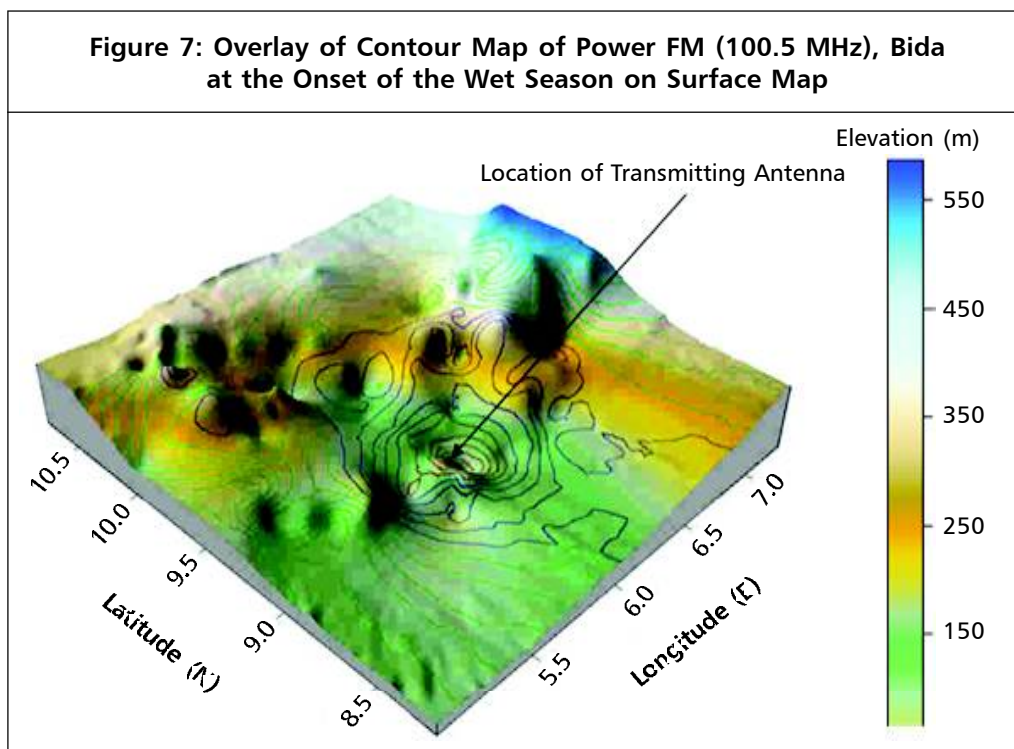 Figure 7: Overlay of Contour Map of Power FM (100.5 MHz), Bida
at the Onset of the Wet Season on Surface Map
Elevation (m)
Location of Transmitting Antenna
550
450
350
250
150
10.5
10.0
9.5
9.0
8.5
Latitude (N)
5.5
6.0
6.5
7.0
Longitude (E)